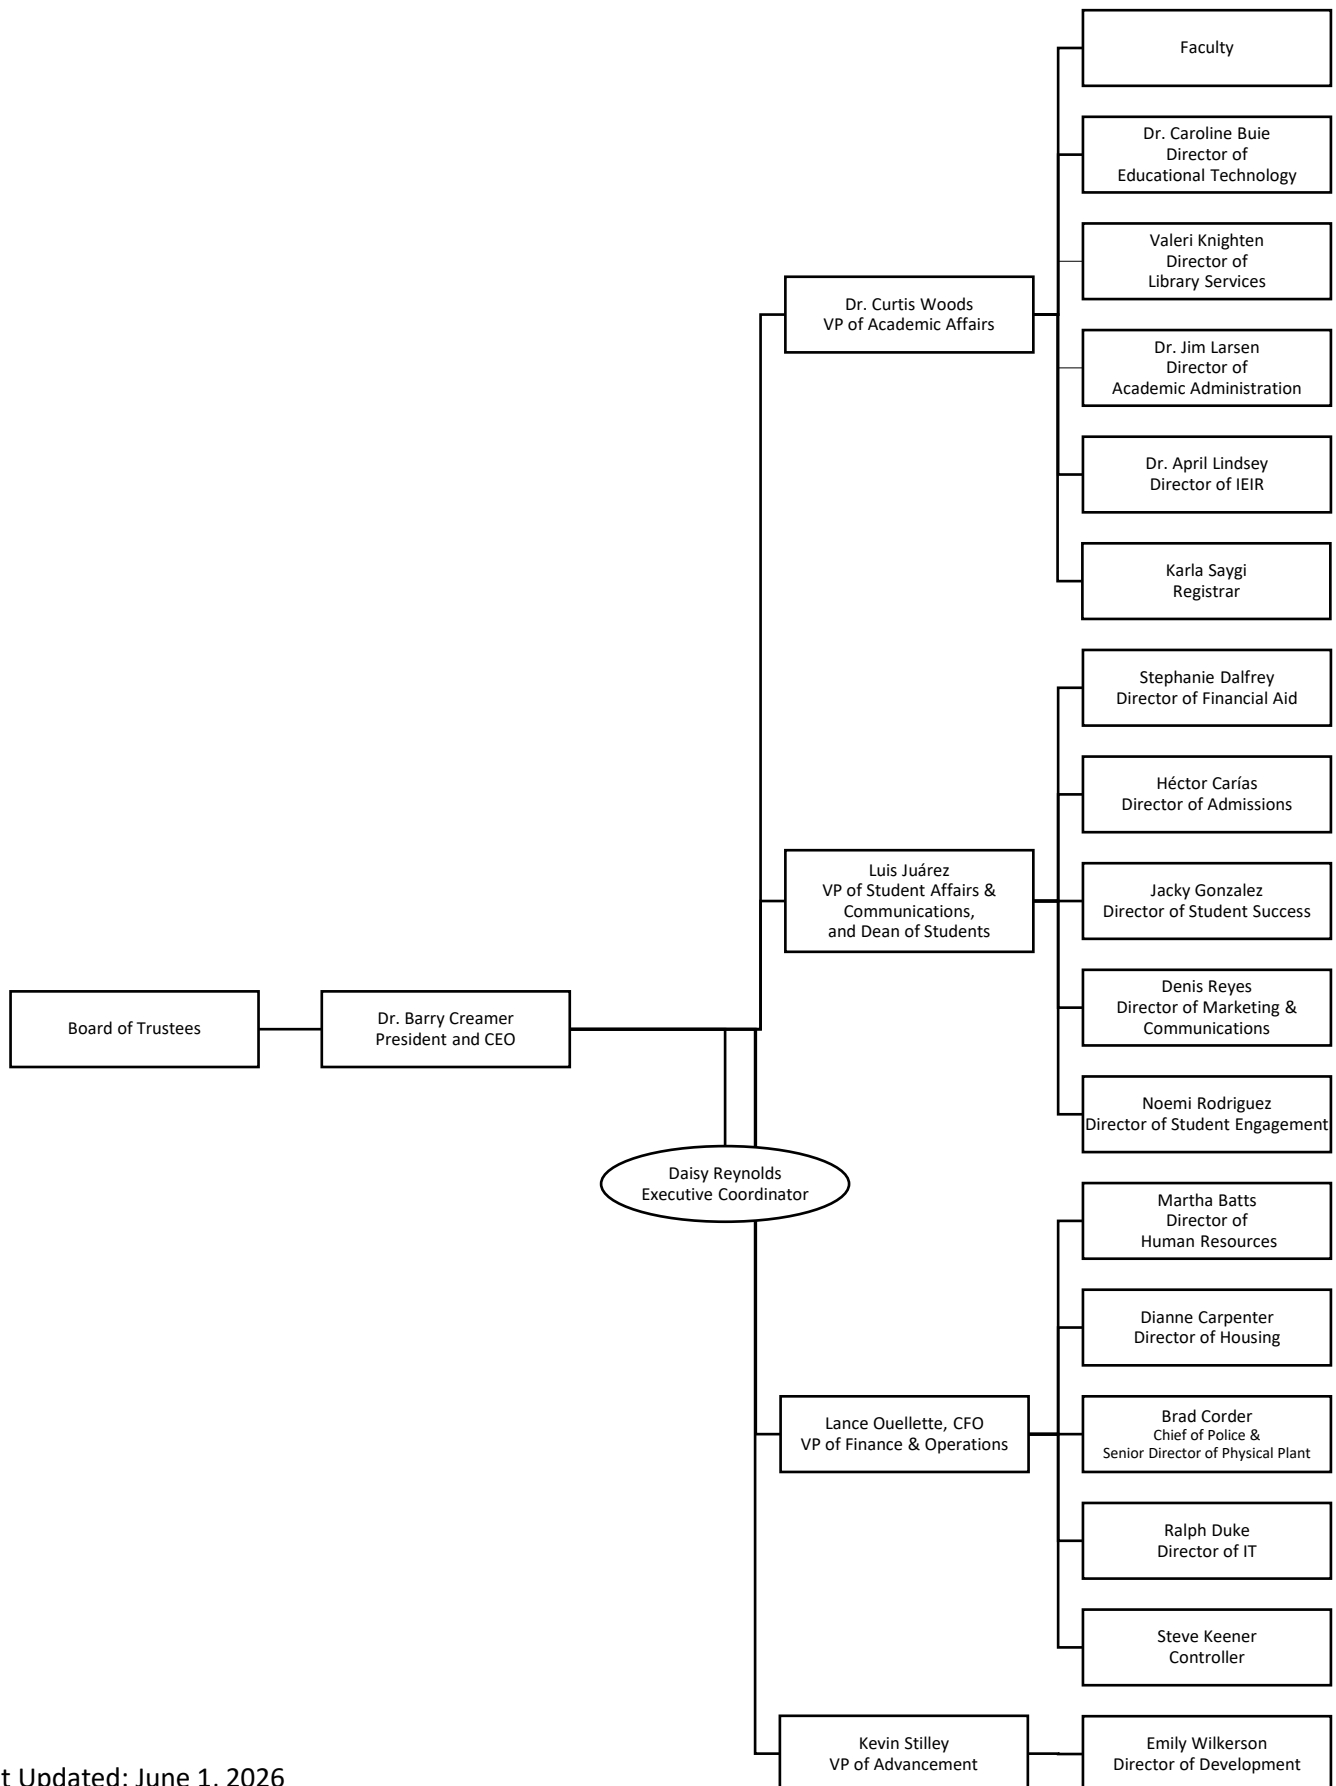 Faculty
Dr. Caroline Buie
Director of
Educational Technology
Valeri Knighten
Director of
Library Services
Dr. Curtis Woods
VP of Academic Affairs
Dr. Jim Larsen
Director of
Academic Administration
Dr. April Lindsey
Director of IEIR
Karla Saygi
Registrar
Stephanie Dalfrey
Director of Financial Aid
Héctor Carías
Director of Admissions
Luis Juárez
VP of Student Affairs &
Communications,
and Dean of Students
Jacky Gonzalez
Director of Student Success
Denis Reyes
Director of Marketing &
Communications
Board of Trustees
Dr. Barry Creamer
President and CEO
Noemi Rodriguez
Director of Student Engagement
Daisy Reynolds
Executive Coordinator
Martha Batts
Director of
Human Resources
Dianne Carpenter
Director of Housing
Lance Ouellette, CFO
VP of Finance & Operations
Brad Corder
Chief of Police &
Senior Director of Physical Plant
Ralph Duke
Director of IT
Steve Keener
Controller
Kevin Stilley
VP of Advancement
Emily Wilkerson
Director of Development
t Updated: June 1, 2026